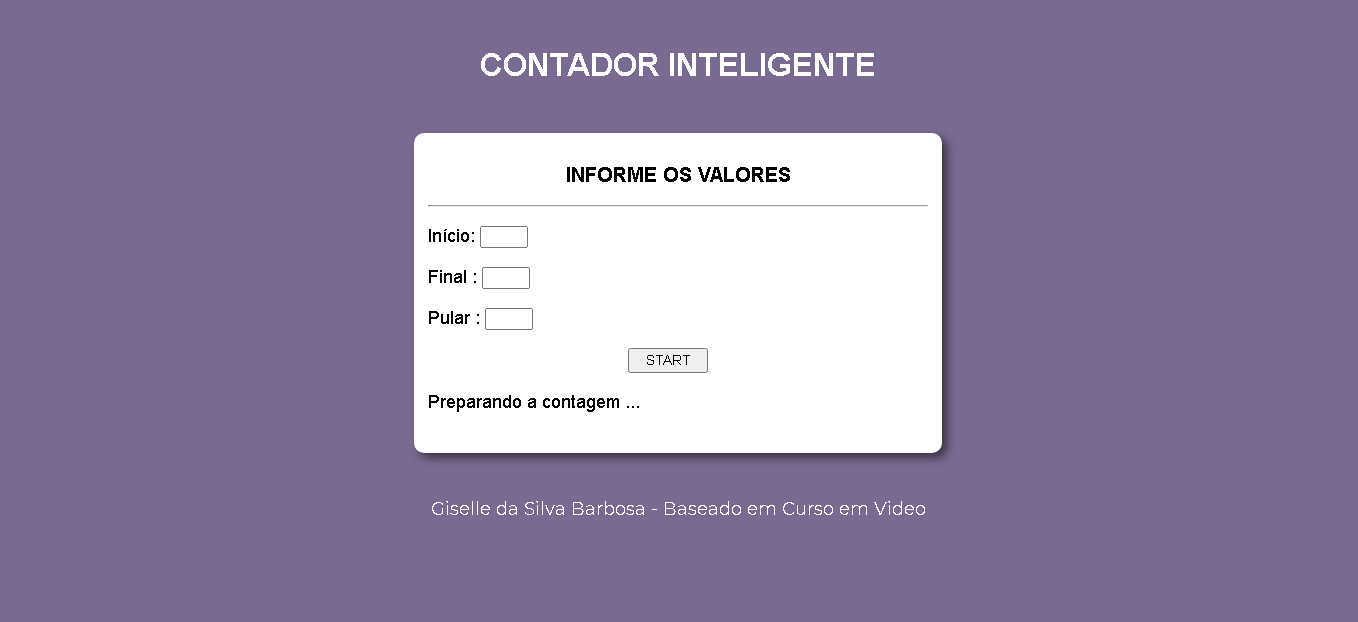 CONTADOR INTELIGENTE
INFORME OS VALORES
Início:
Final :
Pular :
START
Preparando a contagem ...
Giselle da Silva Barbosa - Baseado em Curso em Video